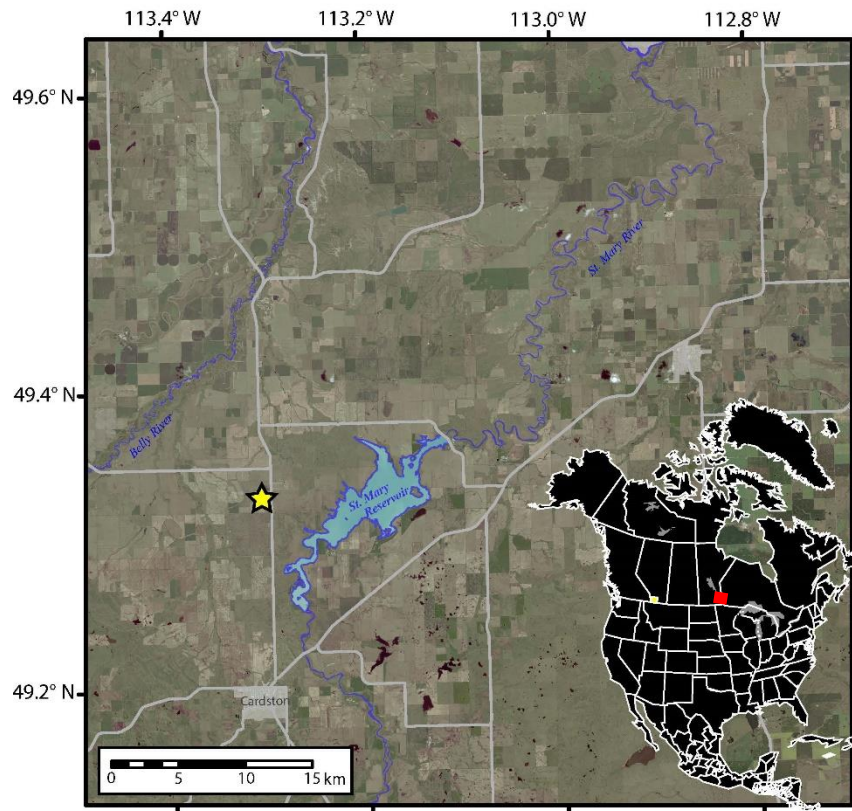 113.4° W
113.2° W
113.0° W
112.8° W
49.6° N
49.4° N
49.2° N
St. Mary River
Belly River
St. Mary
Reservoir
Cardston
0
5
10
15 km